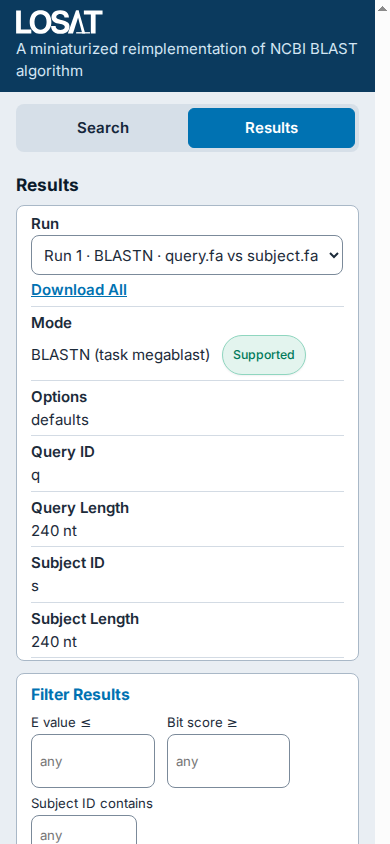 LOSAT
A miniaturized reimplementation of NCBI BLAST
algorithm
Search
Results
Results
Run
Run 1 · BLASTN · query.fa vs subject.fa
Download All
Mode
BLASTN (task megablast)
Supported
Options
defaults
Query ID
q
Query Length
240 nt
Subject ID
s
Subject Length
240 nt
Filter Results
E value ≤
Bit score ≥
any
any
Subject ID contains
any